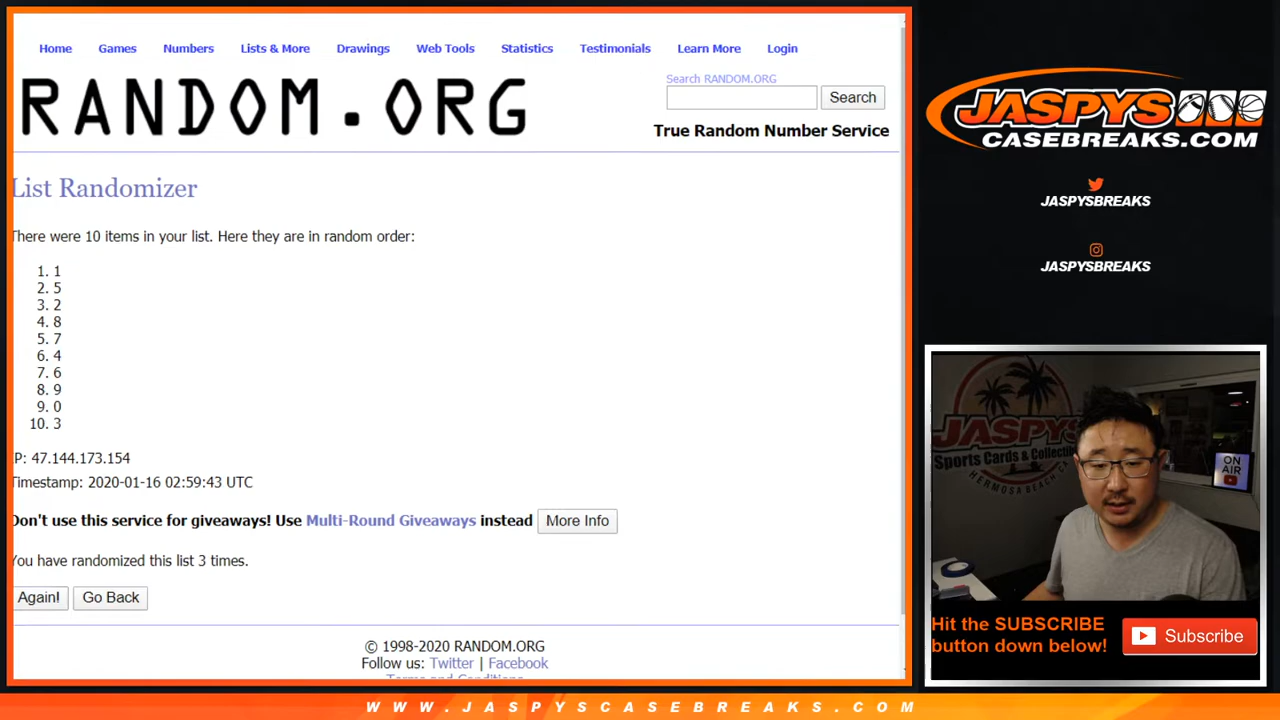 Home Games Numbers Lists & More Drawings Web Tools Statistics Testimonials Learn More Login
RANDOM.ORG
Search RANDOM.ORG
Search
True Random Number Service
List Randomizer
There were 10 items in your list. Here they are in random order:
1. 1
2. 5
3. 2
4. 8
5. 7
6. 4
7. 6
8. 9
9. 0
10. 3
IP: 47.144.173.154
Timestamp: 2020-01-16 02:59:43 UTC
Don't use this service for giveaways! Use Multi-Round Giveaways instead More Info
You have randomized this list 3 times.
Again! Go Back
© 1998-2020 RANDOM.ORG
Follow us: Twitter | Facebook
Terms and Conditions
JASPYS
CASEBREAKS.COM
JASPYSBREAKS
JASPYSBREAKS
JASPYS
Sports Cards & Collectibl
HERMOSA BEACH CA
ON
AIR
Hit the SUBSCRIBE
button down below!
Subscribe
WWW.JASPYSCASEBREAKS.COM